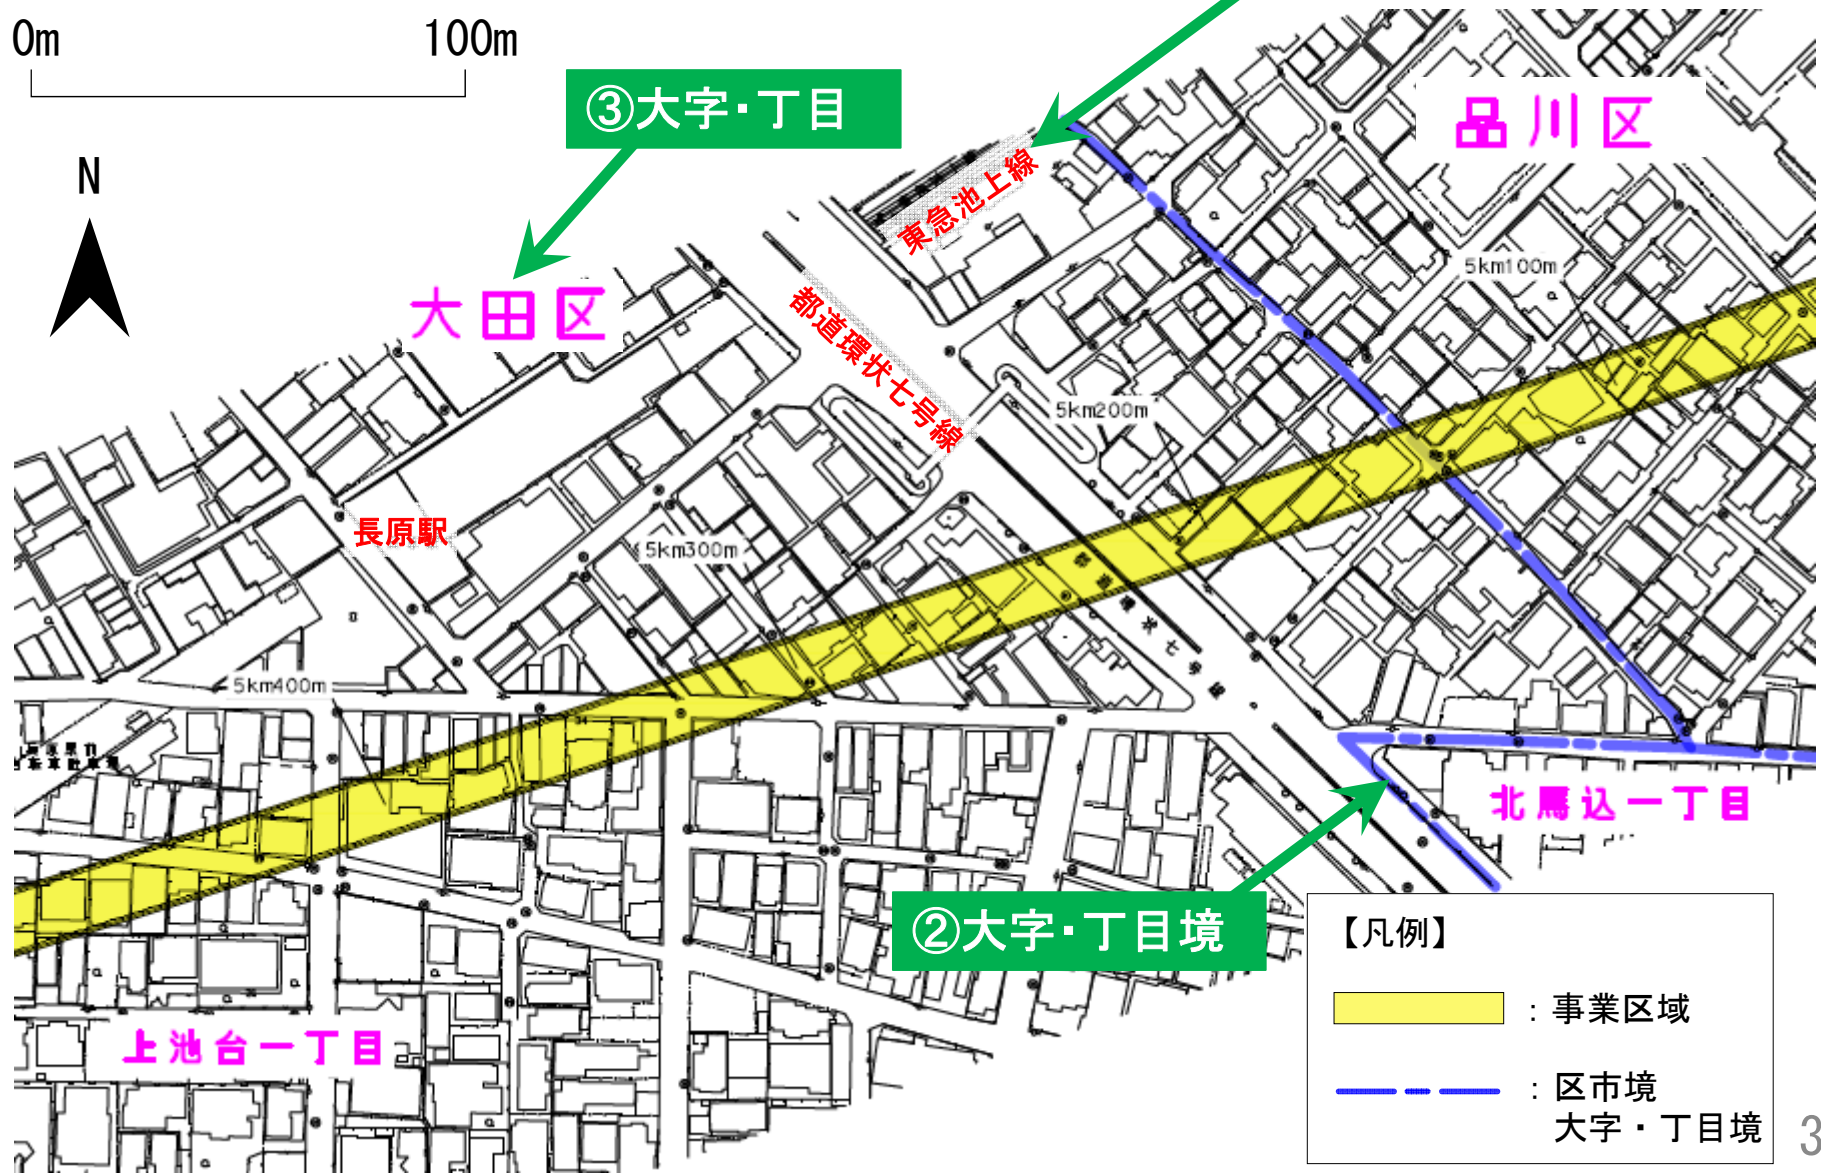 0m
100m
③大字・丁目
品川区
N
東急池上線
大田区
都道環状七号線
5km100m
5km200m
長原駅
5km300m
5km400m
北馬込一丁目
②大字・丁目境
上池台一丁目
【凡例】
：事業区域
：区市境
大字・丁目境
3